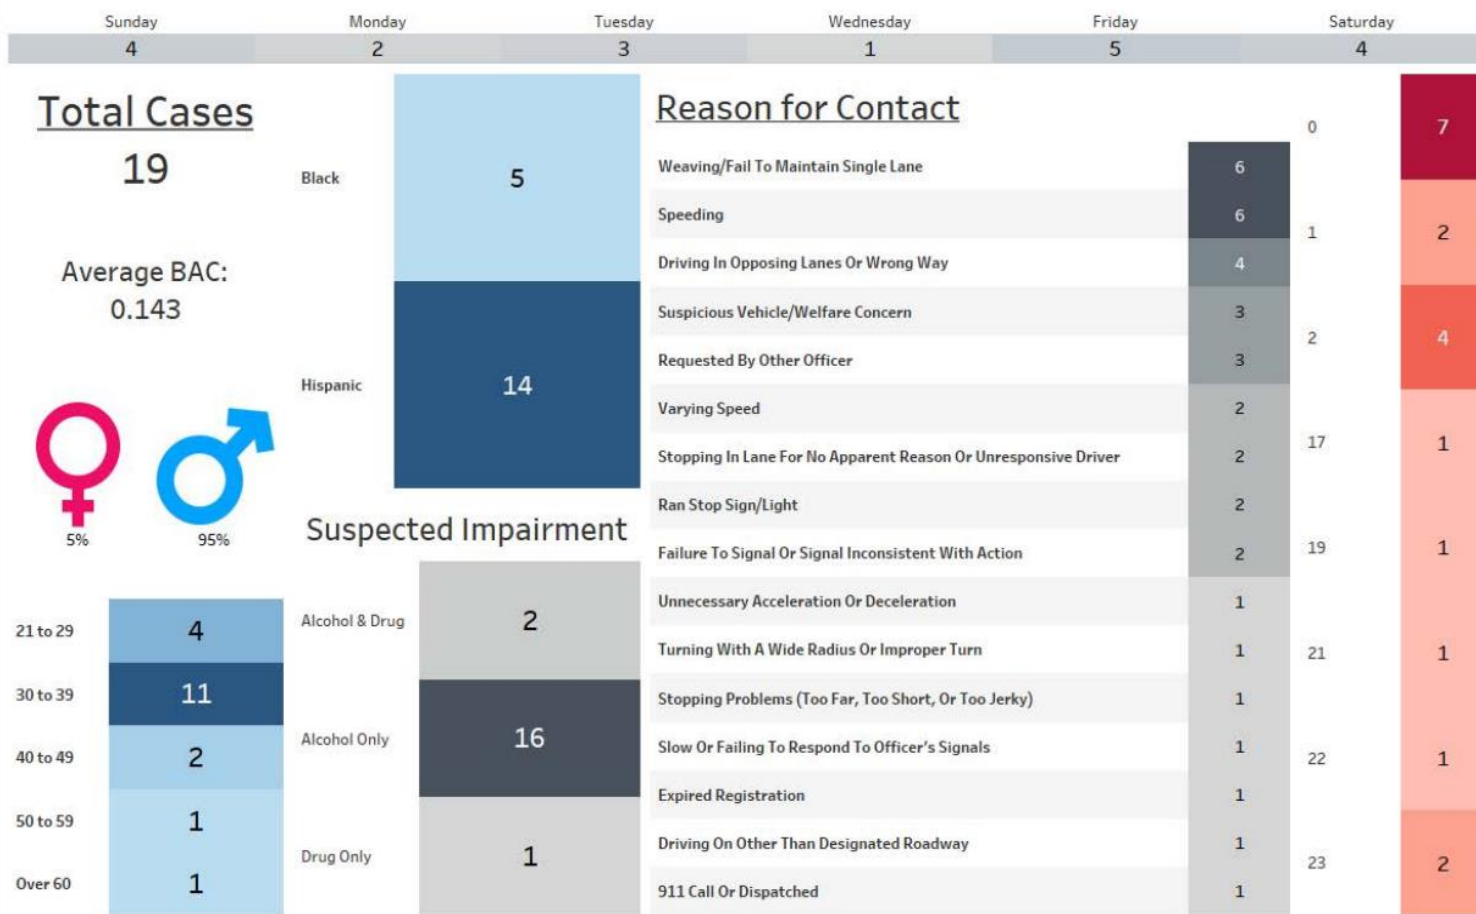 Sunday Monday Tuesday Wednesday Friday Saturday
4 2 3 1 5 4
Total Cases
19
Average BAC:
0.143
5% 95%
21 to 29 4
30 to 39 11
40 to 49 2
50 to 59 1
Over 60 1
Black 5
Hispanic 14
Suspected Impairment
Alcohol & Drug 2
Alcohol Only 16
Drug Only 1
Reason for Contact
Weaving/Fail To Maintain Single Lane 6
Speeding 6
Driving In Opposing Lanes Or Wrong Way 4
Suspicious Vehicle/Welfare Concern 3
Requested By Other Officer 3
Varying Speed 2
Stopping In Lane For No Apparent Reason Or Unresponsive Driver 2
Ran Stop Sign/Light 2
Failure To Signal Or Signal Inconsistent With Action 2
Unnecessary Acceleration Or Deceleration 1
Turning With A Wide Radius Or Improper Turn 1
Stopping Problems (Too Far, Too Short, Or Too Jerky) 1
Slow Or Failing To Respond To Officer's Signals 1
Expired Registration 1
Driving On Other Than Designated Roadway 1
911 Call Or Dispatched 1
0 7
1 2
2 4
17 1
19 1
21 1
22 1
23 2